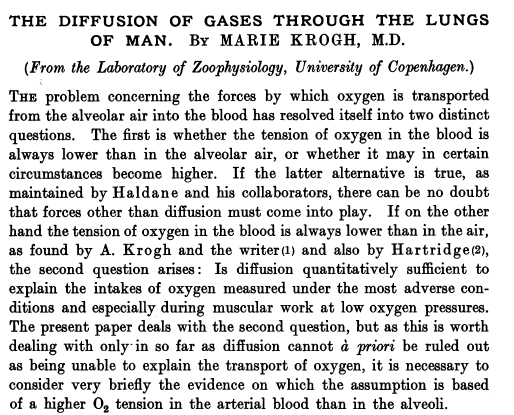 THE DIFFUSION OF GASES THROUGH THE LUNGS
OF MAN. By MARIE KROGH, M.D.
(From the Laboratory of Zoophysiology, University of Copenhagen.)
THE problem concerning the forces by which oxygen is transported
from the alveolar air into the blood has resolved itself into two distinct
questions. The first is whether the tension of oxygen in the blood is
always lower than in the alveolar air, or whether it may in certain
circumstances become higher. If the latter alternative is true, as
maintained by Haldane and his collaborators, there can be no doubt
that forces other than diffusion must come into play. If on the other
hand the tension of oxygen in the blood is always lower than in the air,
as found by A. Krogh and the writer(1) and also by Hartridge(2),
the second question arises: Is diffusion quantitatively sufficient to
explain the intakes of oxygen measured under the most adverse con-
ditions and especially during muscular work at low oxygen pressures.
The present paper deals with the second question, but as this is worth
dealing with only in so far as diffusion cannot à priori be ruled out
as being unable to explain the transport of oxygen, it is necessary to
consider very briefly the evidence on which the assumption is based
of a higher O₂ tension in the arterial blood than in the alveoli.